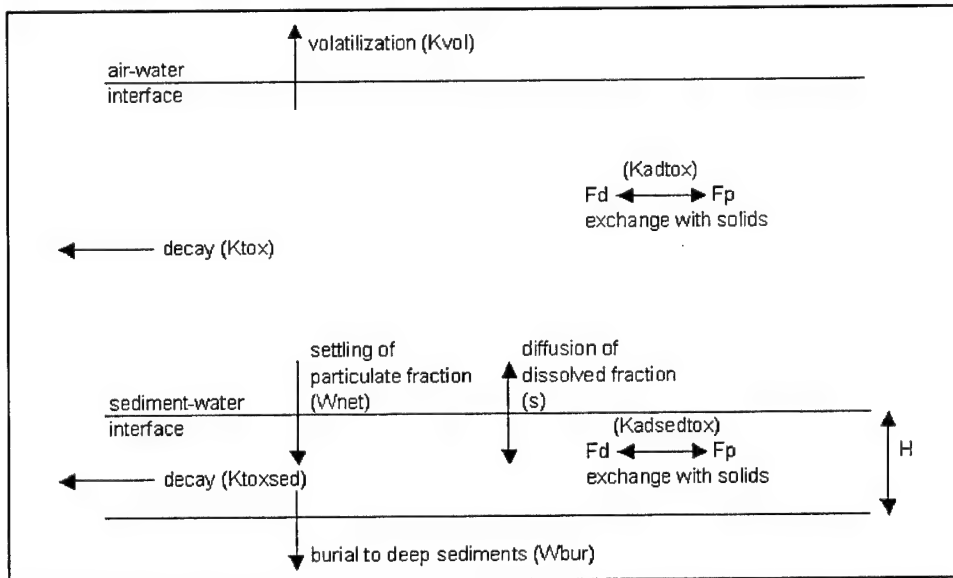 volatilization (Kvol)
air-water
interface
(Kadtox)
Fd Fp
exchange with solids
decay (Ktox)
settling of
particulate fraction
(Wnet)
diffusion of
dissolved fraction
(s)
sediment-water
interface
(Kadsedtox)
Fd Fp
exchange with solids
H
decay (Ktoxsed)
burial to deep sediments (Wbur)